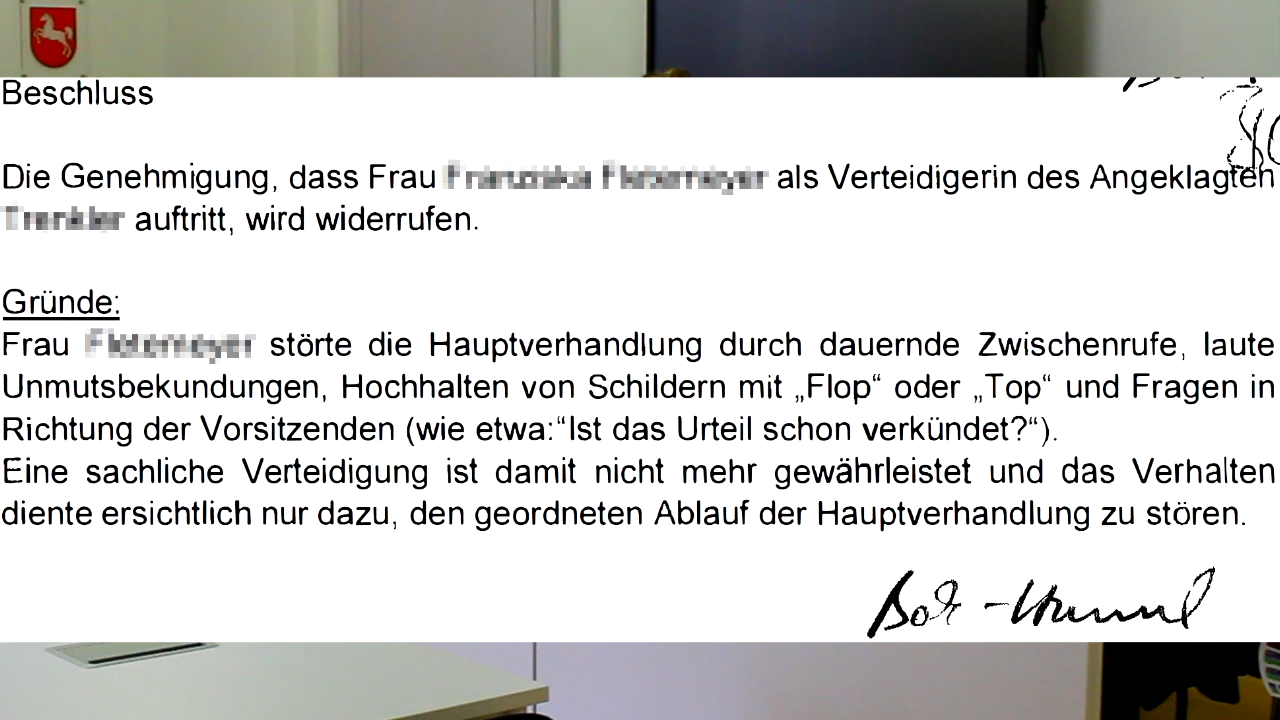 Beschluss
Die Genehmigung, dass Frau als Verteidigerin des Angeklagten
auftritt, wird widerrufen.
Gründe:
Frau störte die Hauptverhandlung durch dauernde Zwischenrufe, laute
Unmutsbekundungen, Hochhalten von Schildern mit „Flop“ oder „Top“ und Fragen in
Richtung der Vorsitzenden (wie etwa:“Ist das Urteil schon verkündet?“).
Eine sachliche Verteidigung ist damit nicht mehr gewährleistet und das Verhalten
diente ersichtlich nur dazu, den geordneten Ablauf der Hauptverhandlung zu stören.